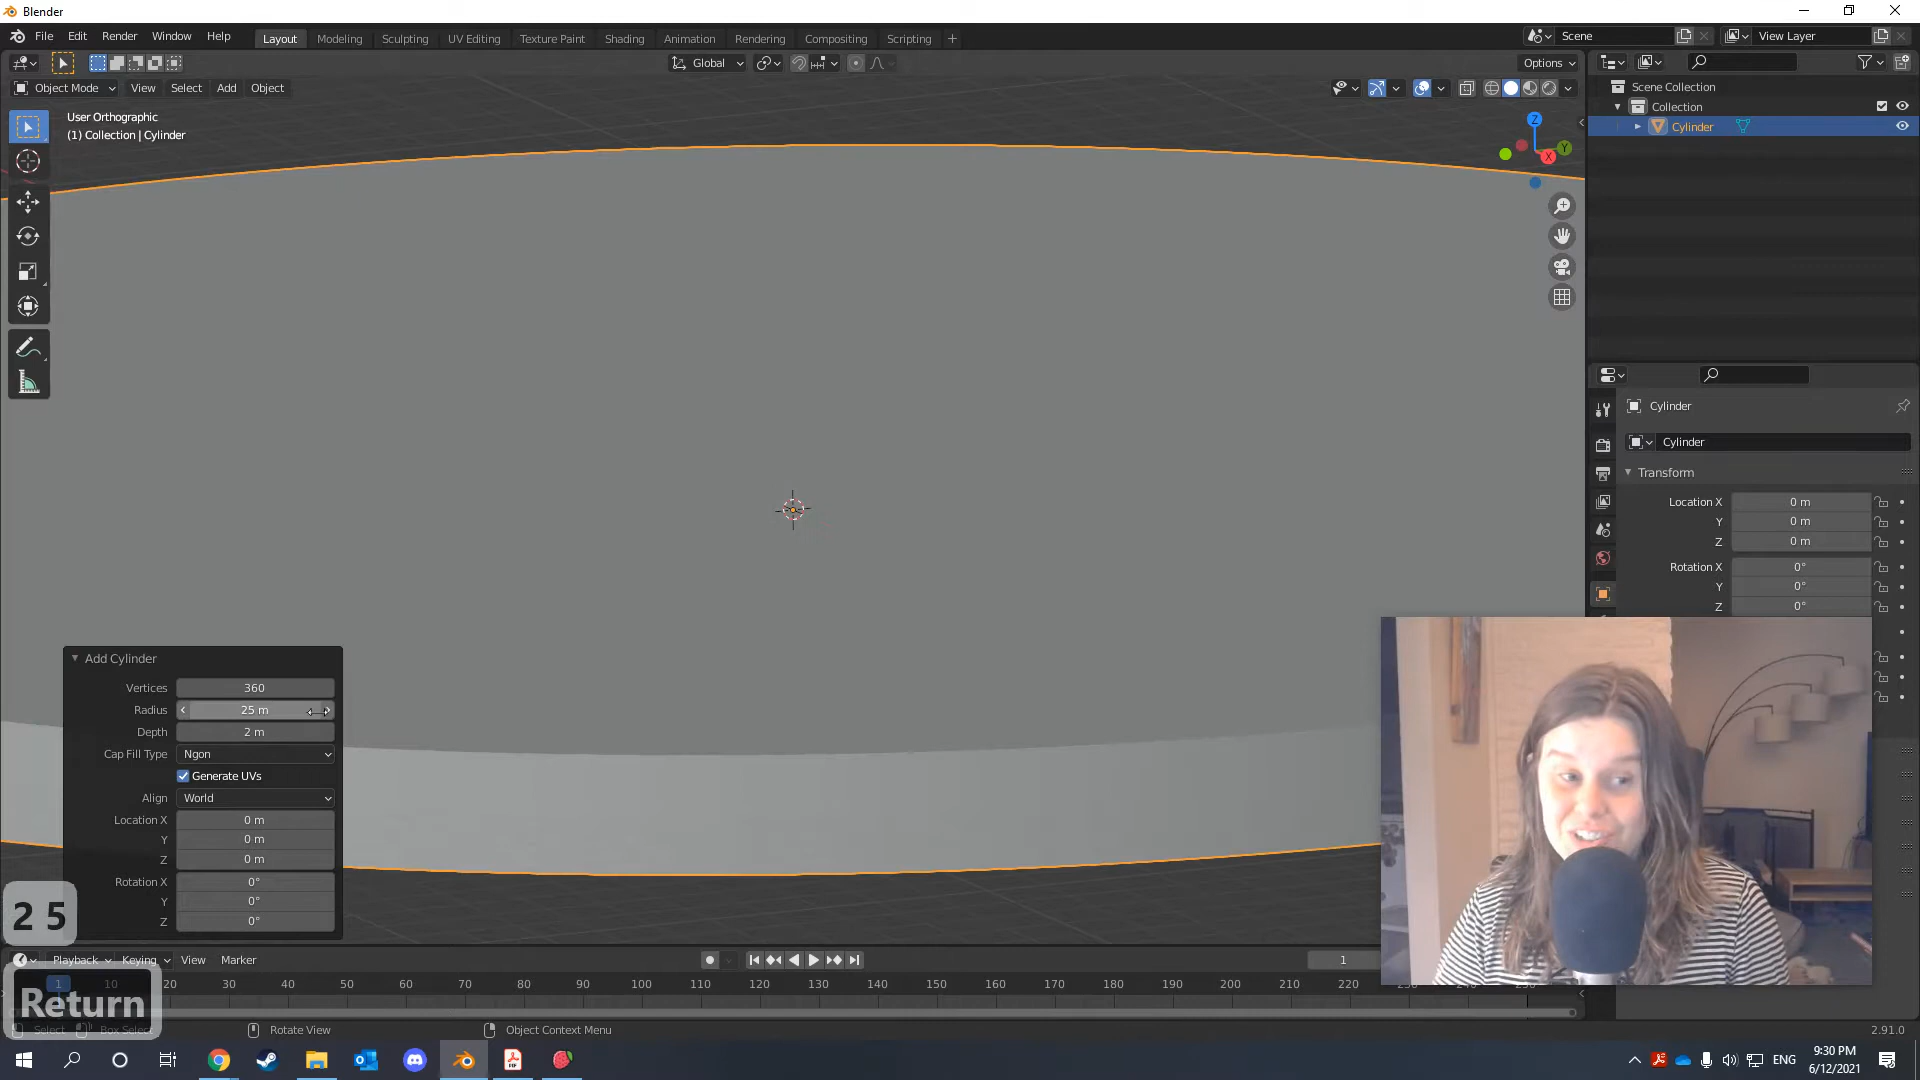 Blender
File Edit Render Window Help
Layout Modeling Sculpting UV Editing Texture Paint Shading Animation Rendering Compositing Scripting +
Scene
View Layer
Global
Options
Object Mode View Select Add Object
User Orthographic
(1) Collection | Cylinder
Z
Y
X
Scene Collection
Collection
Cylinder
Cylinder
Cylinder
Transform
Location X 0 m
Y 0 m
Z 0 m
Rotation X 0°
Y 0°
Z 0°
Add Cylinder
Vertices 360
Radius 25 m
Depth 2 m
Cap Fill Type Ngon
Generate UVs
Align World
Location X 0 m
Y 0 m
Z 0 m
Rotation X 0°
Y 0°
Z 0°
2 5
Return
Playback Keying View Marker
1
1 10 20 30 40 50 60 70 80 90 100 110 120 130 140 150 160 170 180 190 200 210 220
Select Box Select Rotate View Object Context Menu
2.91.0
ENG
9:30 PM
6/12/2021